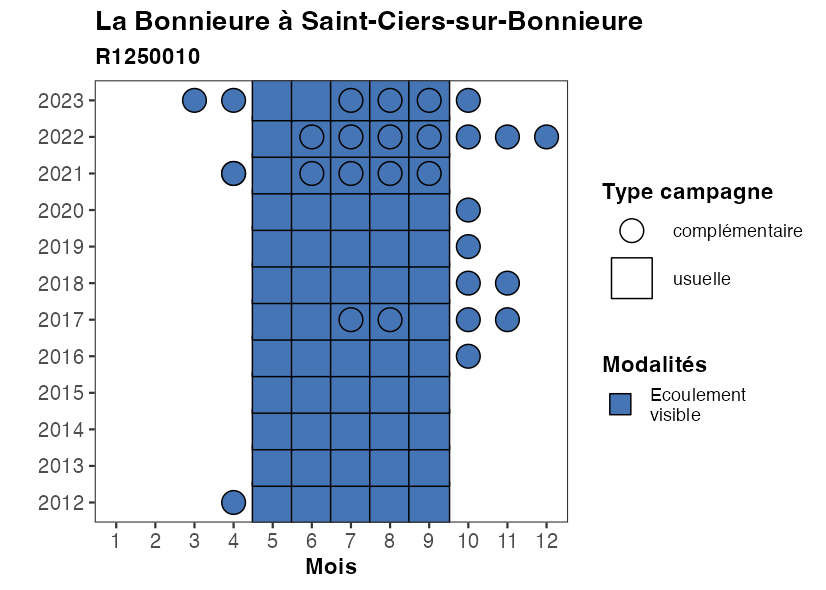 La Bonnieure à Saint-Ciers-sur-Bonnieure
R1250010
2023
2022
2021
2020
2019
2018
2017
2016
2015
2014
2013
2012
1 2 3 4 5 6 7 8 9 10 11 12
Mois
Type campagne
complémentaire
usuelle
Modalités
Ecoulement
visible